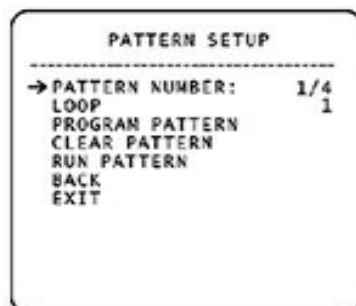 PATTERN SETUP
→ PATTERN NUMBER: 1/4
LOOP 1
PROGRAM PATTERN
CLEAR PATTERN
RUN PATTERN
BACK
EXIT